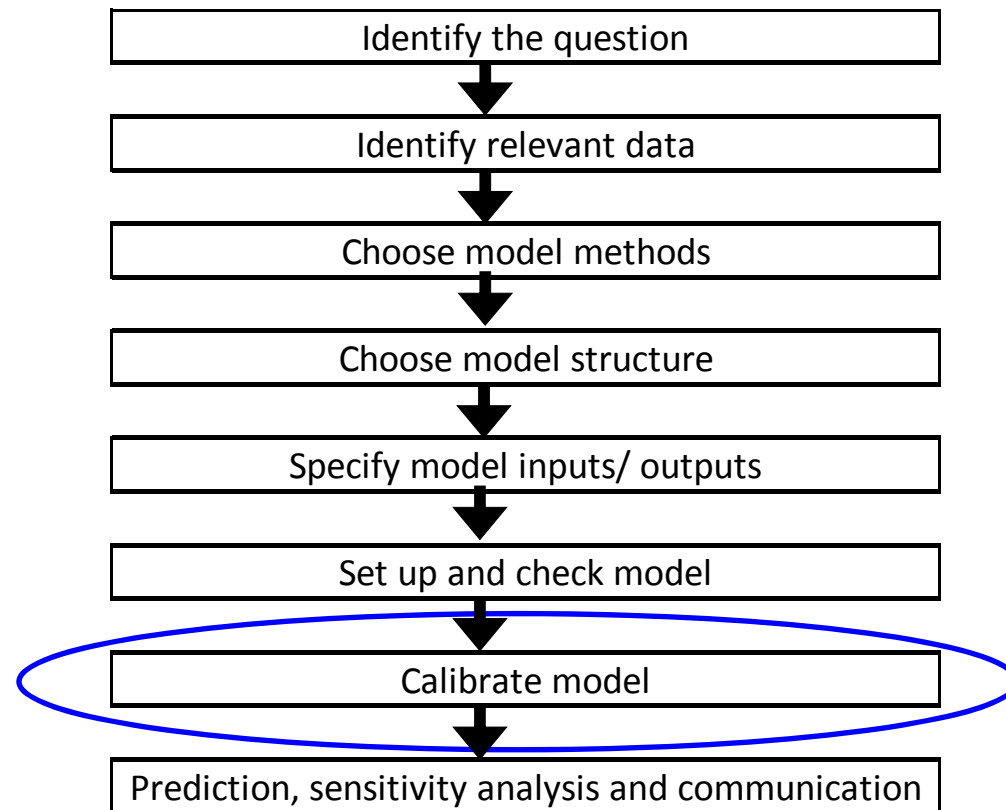 Identify the question
Identify relevant data
Choose model methods
Choose model structure
Specify model inputs/ outputs
Set up and check model
Calibrate model
Prediction, sensitivity analysis and communication